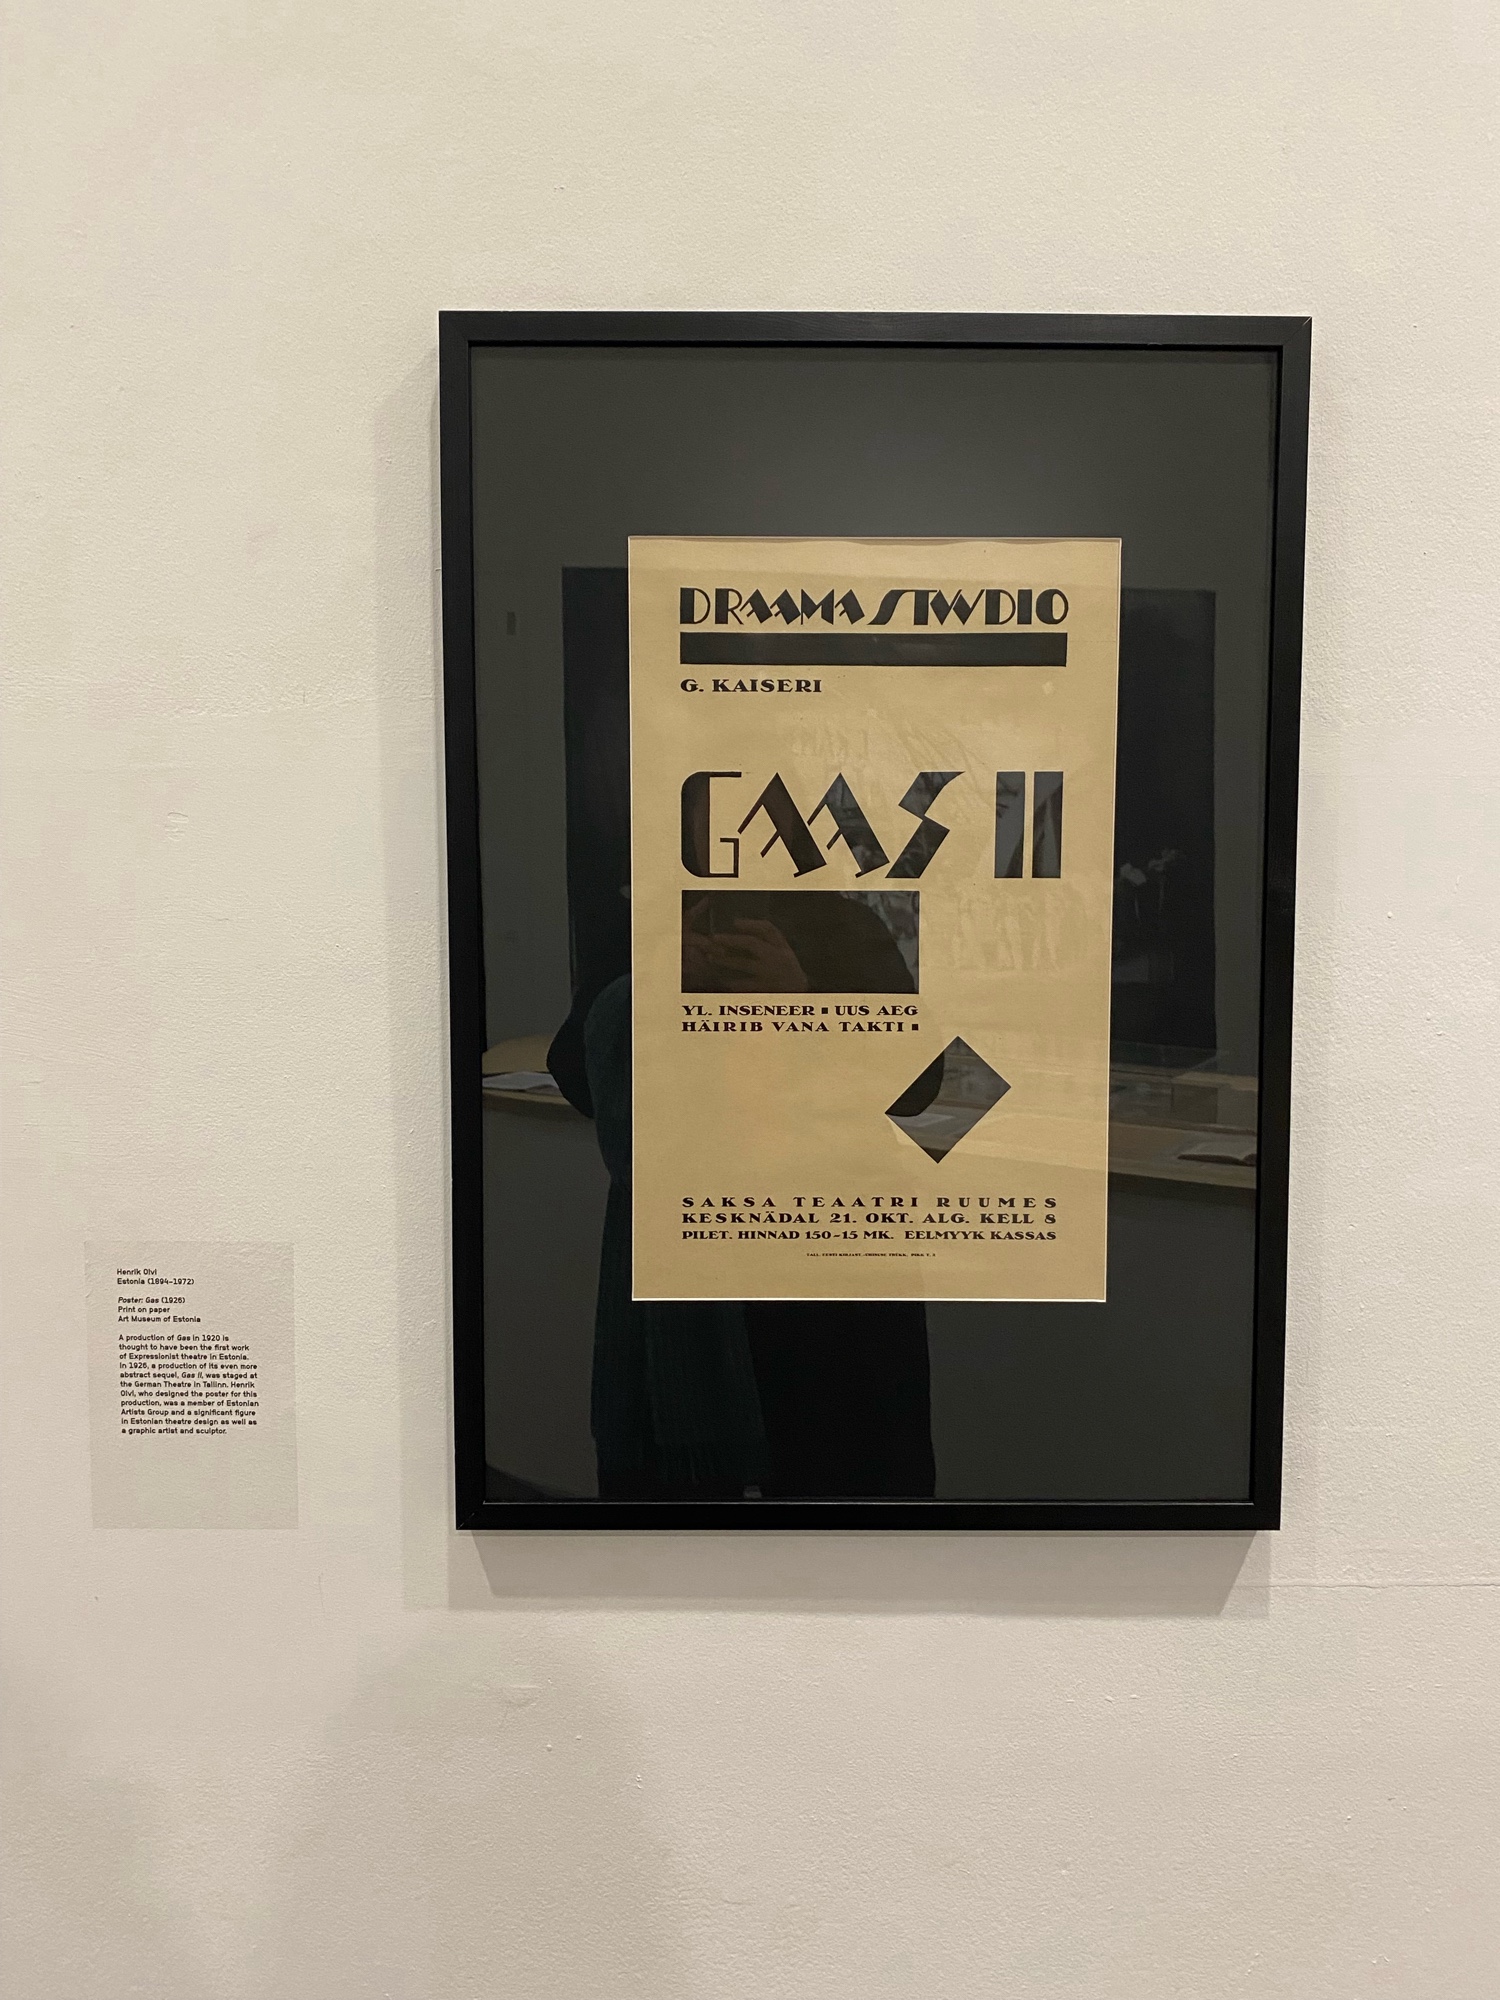 DRAAMA STWDIO
G. KAISERI
GAAS II
YL. INSENEER ▪ UUS AEG
HÄIRIB VANA TAKTI ▪
SAKSA TEAATRI RUUMES
KESKNÄDAL 21. OKT. ALG. KELL 8
PILET. HINNAD 150-15 MK. EELMYYK KASSAS
Henrik Olvi
Estonia (1894–1972)
Poster: Gas (1926)
Print on paper
Art Museum of Estonia
A production of Gas in 1920 is
thought to have been the first work
of Expressionist theatre in Estonia.
In 1926, a production of its even more
abstract sequel, Gas II, was staged at
the German Theatre in Tallinn. Henrik
Olvi, who designed the poster for this
production, was a member of Estonian
Artists Group and a significant figure
in Estonian theatre design as well as
a graphic artist and sculptor.